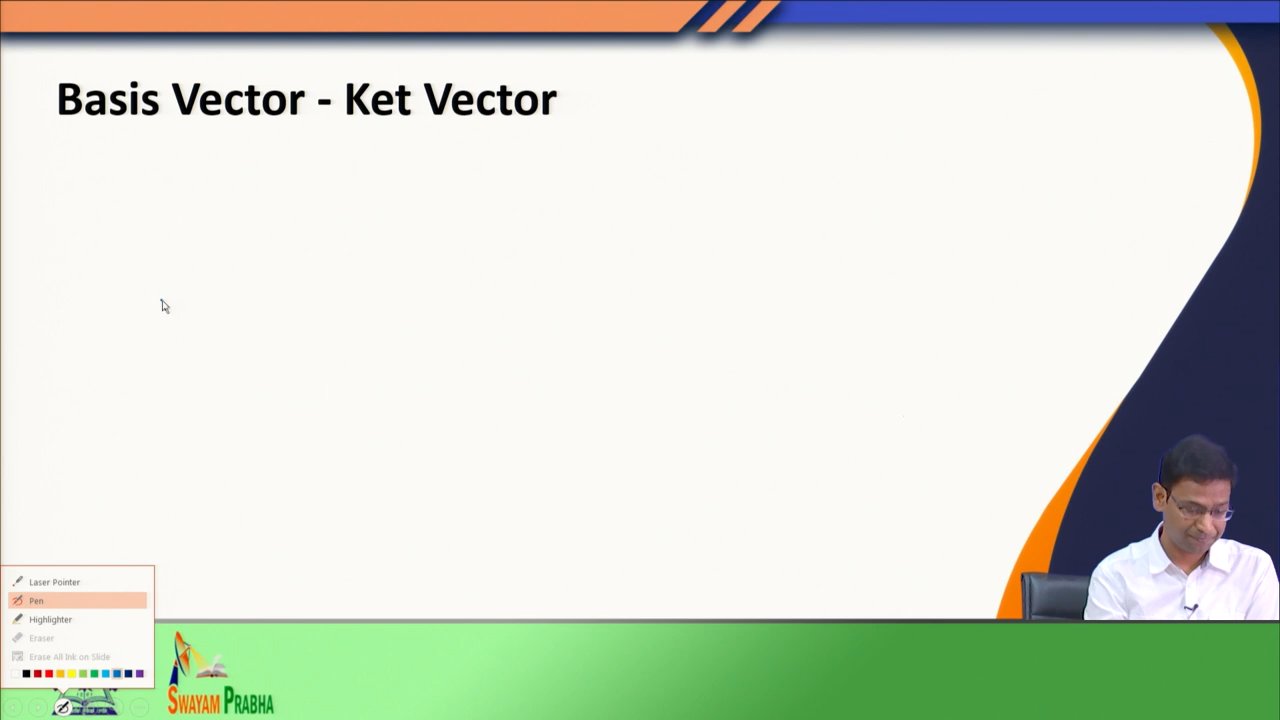 Basis Vector - Ket Vector
Laser Pointer
Pen
Highlighter
Eraser
Erase All Ink on Slide
SWAYAM PRABHA